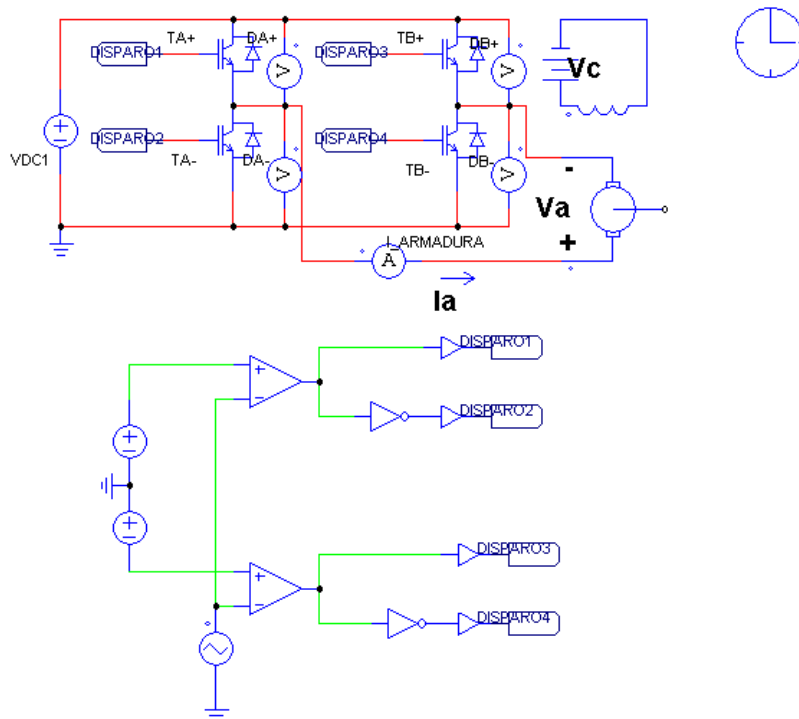 TA+ DA+ TB+ DB+
DISPARO1 DISPARO3 Vc
V V
DISPARO2 DISPARO4
VDC1 TA- DA- TB- DB-
V V
-
Va
+
I_ARMADURA
A
Ia
DISPARO1
DISPARO2
DISPARO3
DISPARO4